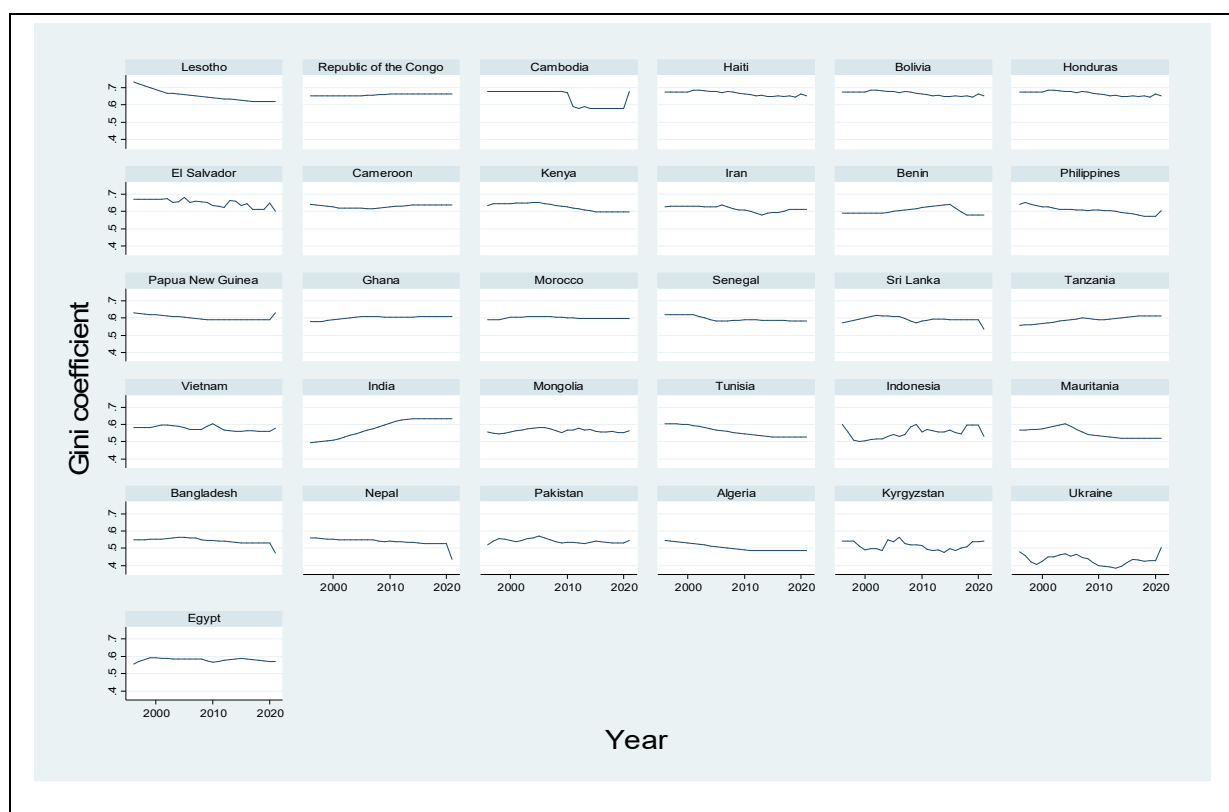 Lesotho Republic of the Congo Cambodia Haiti Bolivia Honduras
.7
.6
.5
.4
El Salvador Cameroon Kenya Iran Benin Philippines
.7
.6
.5
.4
Papua New Guinea Ghana Morocco Senegal Sri Lanka Tanzania
.7
.6
.5
.4
Vietnam India Mongolia Tunisia Indonesia Mauritania
.7
.6
.5
.4
Bangladesh Nepal Pakistan Algeria Kyrgyzstan Ukraine
.7
.6
.5
.4
2000 2010 2020 2000 2010 2020 2000 2010 2020 2000 2010 2020 2000 2010 2020
Egypt
.7
.6
.5
.4
2000 2010 2020
Gini coefficient
Year